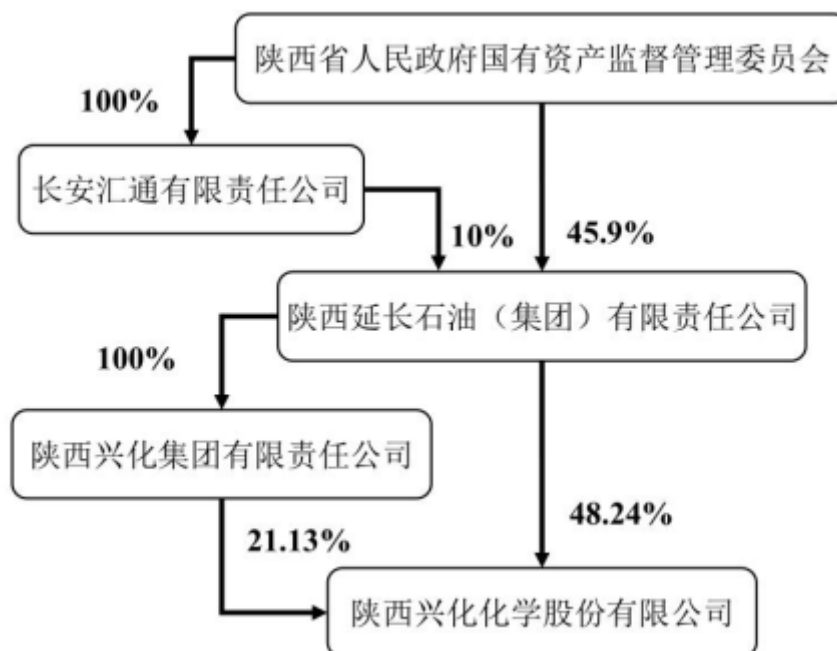 陕西省人民政府国有资产监督管理委员会
100%
长安汇通有限责任公司
10%
45.9%
陕西延长石油（集团）有限责任公司
100%
陕西兴化集团有限责任公司
48.24%
21.13%
陕西兴化化学股份有限公司